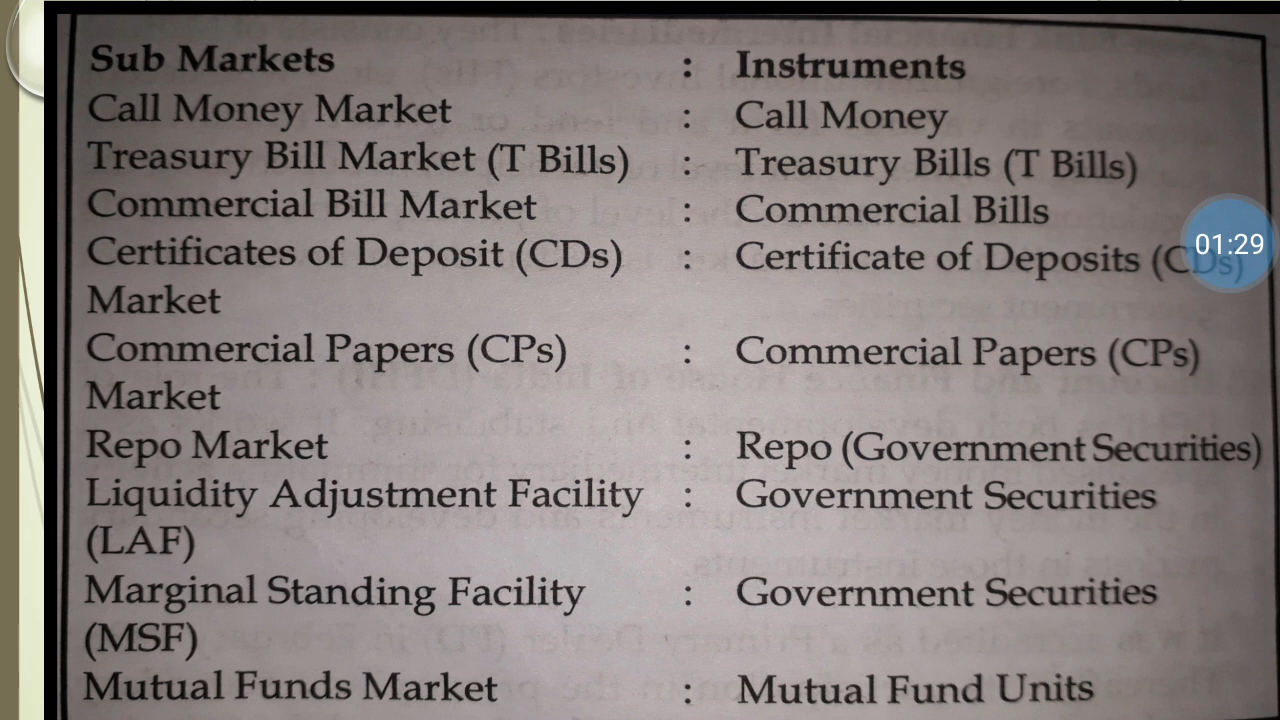 Sub Markets : Instruments
Call Money Market : Call Money
Treasury Bill Market (T Bills) : Treasury Bills (T Bills)
Commercial Bill Market : Commercial Bills
Certificates of Deposit (CDs) : Certificate of Deposits (CDs)
Market
01:29
Commercial Papers (CPs) : Commercial Papers (CPs)
Market
Repo Market : Repo (Government Securities)
Liquidity Adjustment Facility : Government Securities
(LAF)
Marginal Standing Facility : Government Securities
(MSF)
Mutual Funds Market : Mutual Fund Units